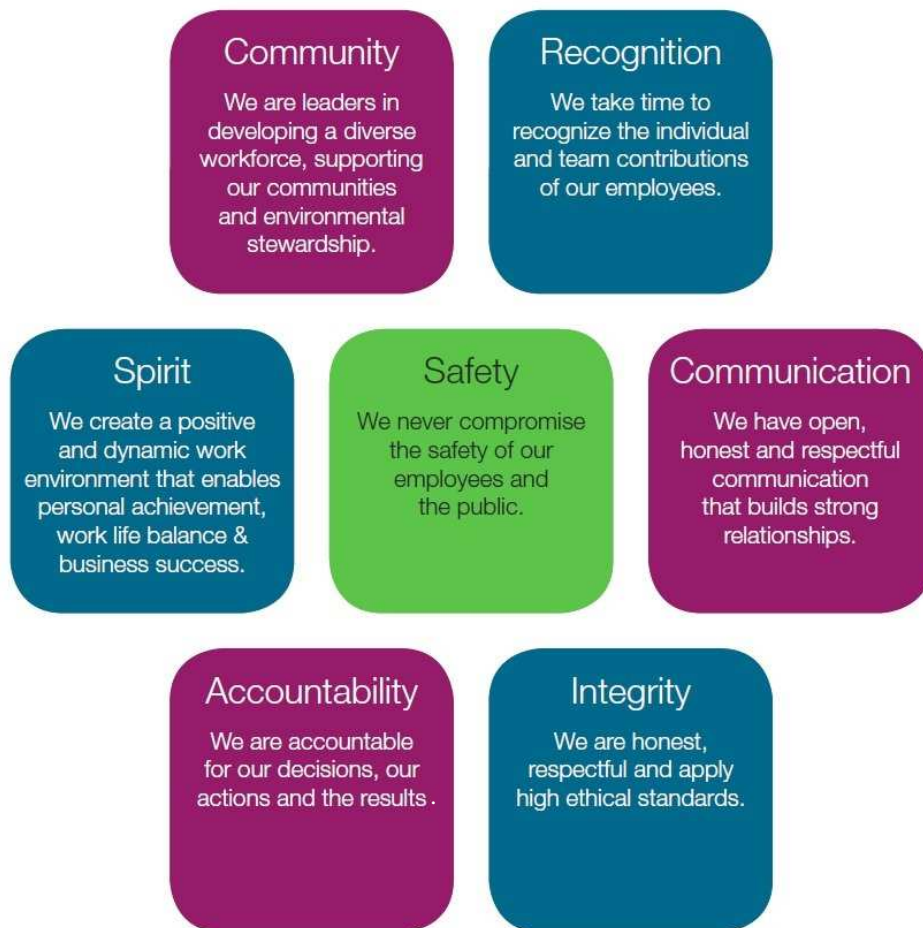 Community
We are leaders in
developing a diverse
workforce, supporting
our communities
and environmental
stewardship.
Recognition
We take time to
recognize the individual
and team contributions
of our employees.
Spirit
We create a positive
and dynamic work
environment that enables
personal achievement,
work life balance &
business success.
Safety
We never compromise
the safety of our
employees and
the public.
Communication
We have open,
honest and respectful
communication
that builds strong
relationships.
Accountability
We are accountable
for our decisions, our
actions and the results .
Integrity
We are honest,
respectful and apply
high ethical standards.